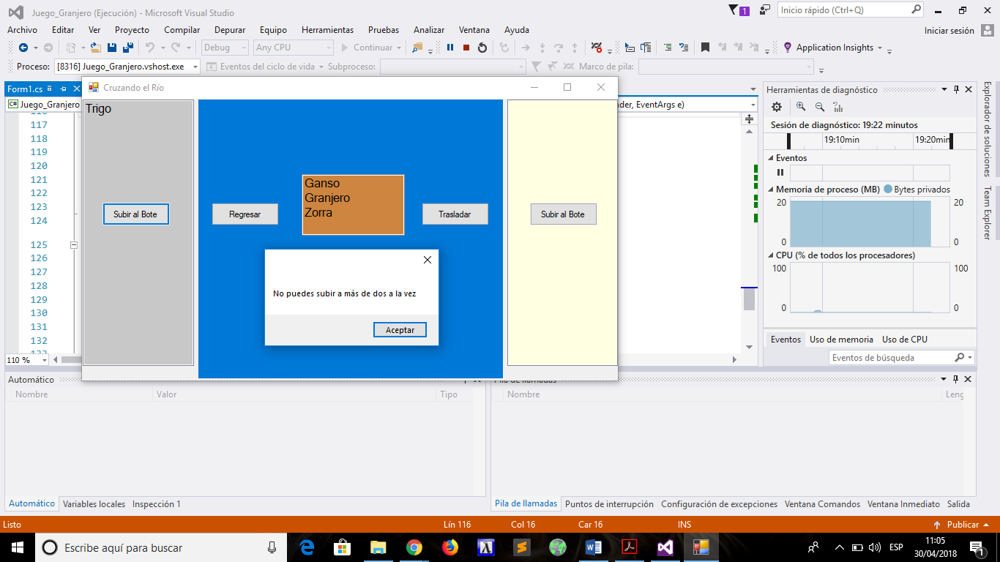 Juego_Granjero (Ejecución) - Microsoft Visual Studio
1
Inicio rápido (Ctrl+Q)
Archivo Editar Ver Proyecto Compilar Depurar Equipo Herramientas Pruebas Analizar Ventana Ayuda
Iniciar sesión
Debug Any CPU Continuar Application Insights
Proceso: [8316] Juego_Granjero.vshost.exe Eventos del ciclo de vida Subproceso: Marco de pila:
Form1.cs
Juego_Granjero
EventArgs e)
117
118
119
120
121
122
123
124
125
126
127
128
129
130
131
132
110 %
Cruzando el Río
Trigo
Subir al Bote
Regresar
Ganso
Granjero
Zorra
Trasladar
Subir al Bote
No puedes subir a más de dos a la vez
Aceptar
Herramientas de diagnóstico
Sesión de diagnóstico: 19:22 minutos
19:10min 19:20min
Eventos
Memoria de proceso (MB) Bytes privados
20 20
0 0
CPU (% de todos los procesadores)
100 100
0 0
Eventos Uso de memoria Uso de CPU
Eventos de búsqueda
Explorador de soluciones
Team Explorer
Automático
Nombre Valor Tipo
Automático Variables locales Inspección 1
Pila de llamadas
Nombre
Pila de llamadas Puntos de interrupción Configuración de excepciones Ventana Comandos Ventana Inmediato Salida
Listo Lín 116 Col 16 Car 16 INS Publicar
Escribe aquí para buscar
ESP
11:05
30/04/2018
1